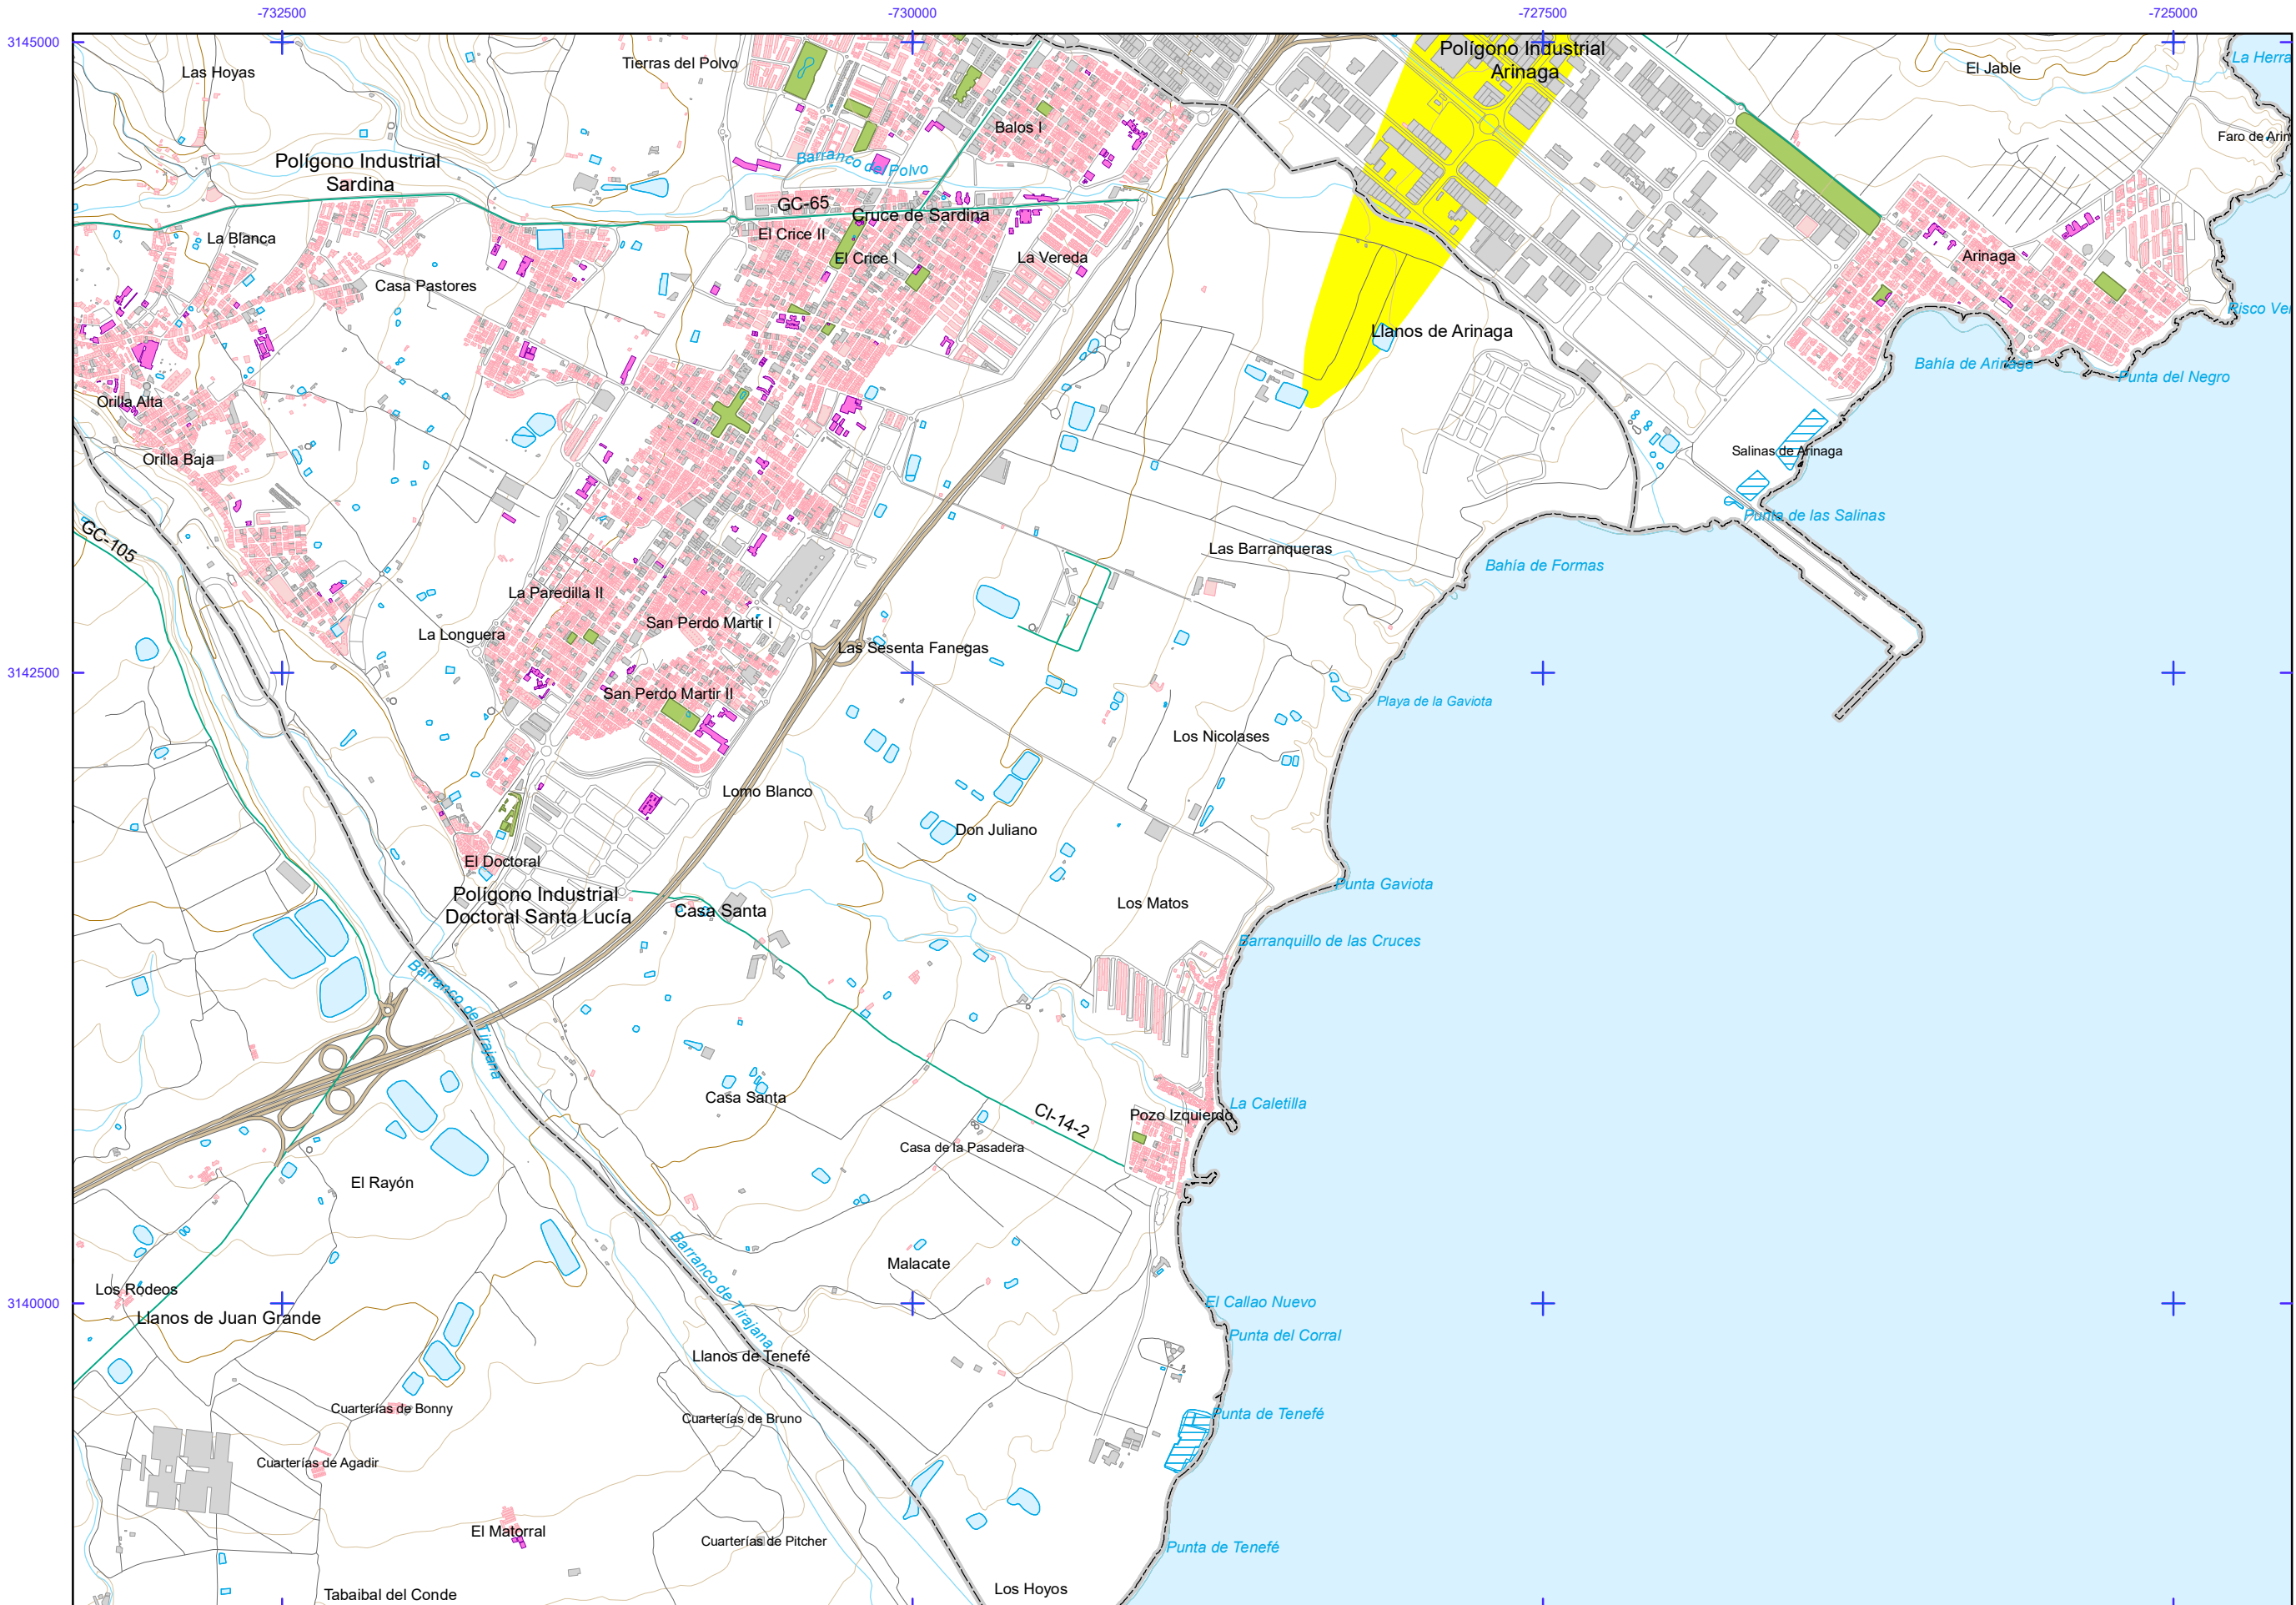 -732500
-730000
-727500
-725000
3145000
Las Hoyas
Tierras del Polvo
Polígono Industrial
Arinaga
El Jable
La Herra
Balos I
Faro de Arin
Polígono Industrial
Sardina
Barranco del Polvo
GC-65
Cruce de Sardina
La Blanca
El Crice II
El Crice I
La Vereda
Arinaga
Casa Pastores
Llanos de Arinaga
Risco Ver
Bahía de Arinaga
Punta del Negro
Orilla Alta
Orilla Baja
Salinas de Arinaga
GC-105
Punta de las Salinas
Las Barranqueras
Bahía de Formas
La Paredilla II
San Perdo Martir I
La Longuera
Las Sesenta Fanegas
3142500
San Perdo Martir II
Playa de la Gaviota
Los Nicolases
Lomo Blanco
Don Juliano
El Doctoral
Punta Gaviota
Polígono Industrial
Doctoral Santa Lucía
Casa Santa
Los Matos
Barranquillo de las Cruces
Barranco de Tirajana
Casa Santa
CI-14-2
Pozo Izquierdo
La Caletilla
Casa de la Pasadera
El Rayón
Barranco de Tirajana
Malacate
Los Rodeos
3140000
El Callao Nuevo
Llanos de Juan Grande
Punta del Corral
Llanos de Tenefé
Cuarterías de Bonny
Cuarterías de Bruno
Punta de Tenefé
Cuarterías de Agadir
El Matorral
Cuarterías de Pitcher
Punta de Tenefé
Tabaibal del Conde
Los Hoyos